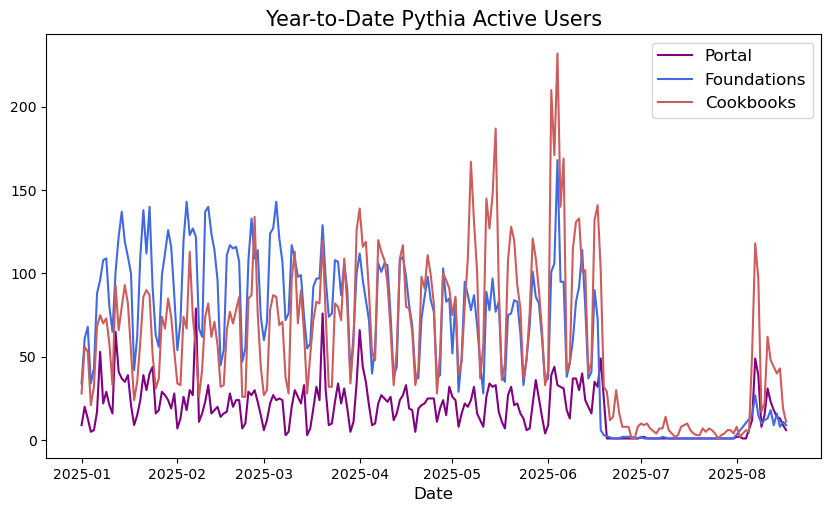 Year-to-Date Pythia Active Users
Portal
Foundations
Cookbooks
200
150
100
50
0
2025-01 2025-02 2025-03 2025-04 2025-05 2025-06 2025-07 2025-08
Date